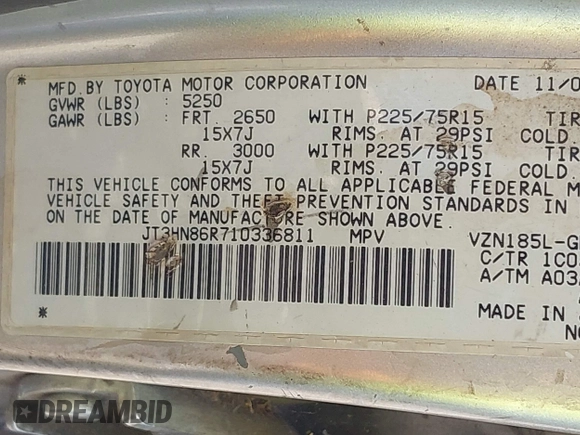 MFD.BY TOYOTA MOTOR CORPORATION DATE 11/0
GVWR (LBS) : 5250
GAWR (LBS) : FRT. 2650 WITH P225/75R15 TIR
15X7J RIMS. AT 29PSI COLD
RR. 3000 WITH P225/75R15 TIR
15X7J RIMS. AT 29PSI COLD
THIS VEHICLE CONFORMS TO ALL APPLICABLE FEDERAL M
VEHICLE SAFETY AND THEFT PREVENTION STANDARDS IN
ON THE DATE OF MANUFACTURE SHOWN ABOVE.
JT3HN86R710336811 MPV VZN185L-G
C/TR 1C0
A/TM A03
MADE IN
DREAMBID